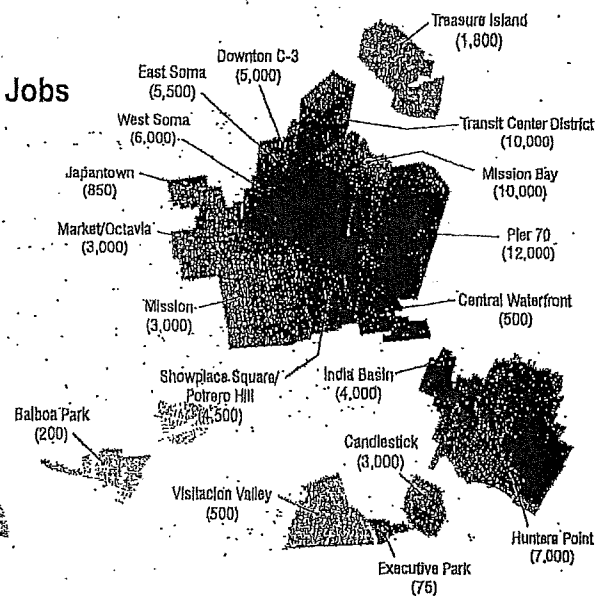 Jobs
Treasure Island
(1,800)
Downton C-3
(5,000)
East Soma
(5,500)
West Soma
(6,000)
Transit Center District
(10,000)
Japantown
(850)
Mission Bay
(10,000)
Market/Octavia
(3,000)
Pier 70
(12,000)
Mission
(3,000)
Central Waterfront
(500)
Showplace Square/
Potrero Hill
(4,500)
India Basin
(4,000)
Balboa Park
(200)
Candlestick
(3,000)
Visitacion Valley
(500)
Hunters Point
(7,000)
Executive Park
(75)